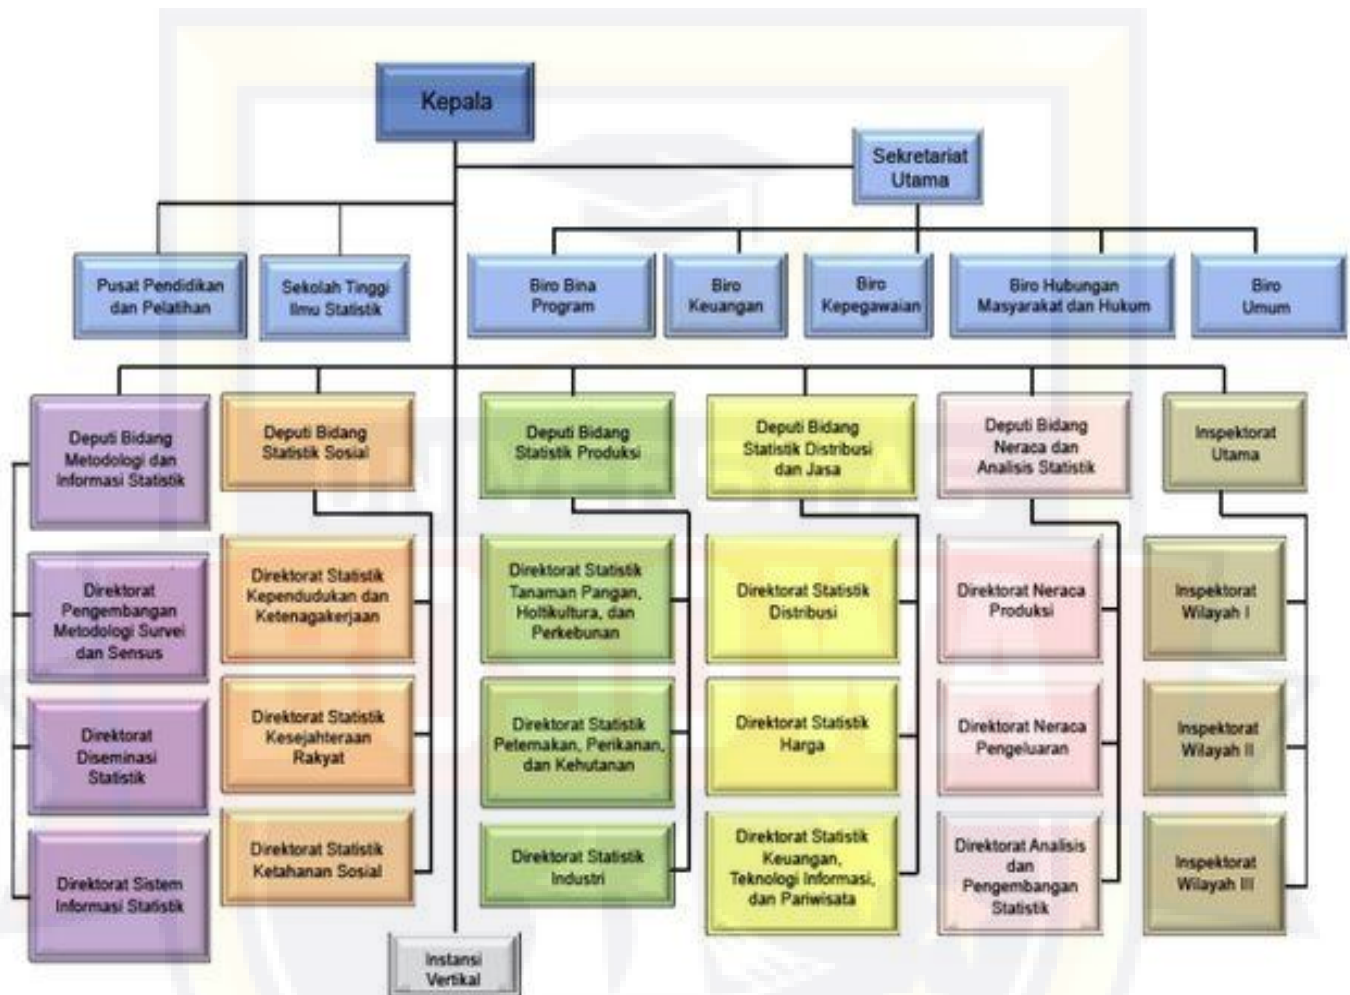 Kepala
Sekretariat
Utama
Pusat Pendidikan
dan Pelatihan
Sekolah Tinggi
Ilmu Statistik
Biro Bina
Program
Biro
Keuangan
Biro
Kepegawaian
Biro Hubungan
Masyarakat dan Hukum
Biro
Umum
Deputi Bidang
Metodologi dan
Informasi Statistik
Deputi Bidang
Statistik Sosial
Deputi Bidang
Statistik Produksi
Deputi Bidang
Statistik Distribusi
dan Jasa
Deputi Bidang
Neraca dan
Analisis Statistik
Inspektorat
Utama
Direktorat
Pengembangan
Metodologi Survei
dan Sensus
Direktorat Statistik
Kependudukan dan
Ketenagakerjaan
Direktorat Statistik
Tanaman Pangan,
Holtikultura, dan
Perkebunan
Direktorat Statistik
Distribusi
Direktorat Neraca
Produksi
Inspektorat
Wilayah I
Direktorat
Diseminasi
Statistik
Direktorat Statistik
Kesejahteraan
Rakyat
Direktorat Statistik
Peternakan, Perikanan,
dan Kehutanan
Direktorat Statistik
Harga
Direktorat Neraca
Pengeluaran
Inspektorat
Wilayah II
Direktorat Sistem
Informasi Statistik
Direktorat Statistik
Ketahanan Sosial
Direktorat Statistik
Industri
Direktorat Statistik
Keuangan,
Teknologi Informasi,
dan Pariwisata
Direktorat Analisis
dan
Pengembangan
Statistik
Inspektorat
Wilayah III
Instansi
Vertikal